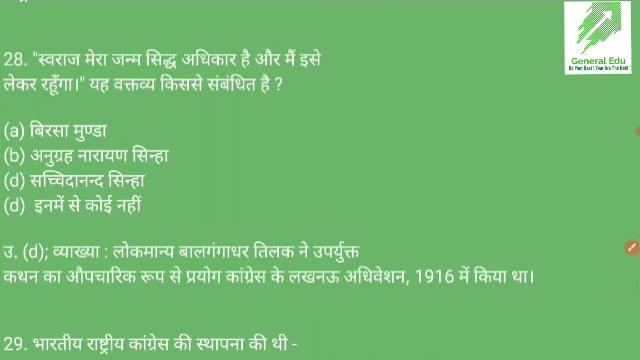 General Edu
28. "स्वराज मेरा जन्म सिद्ध अधिकार है और मैं इसे
लेकर रहूँगा।" यह वक्तव्य किससे संबंधित है ?
(a) बिरसा मुण्डा
(b) अनुग्रह नारायण सिन्हा
(d) सच्चिदानन्द सिन्हा
(d) इनमें से कोई नहीं
उ. (d); व्याख्या : लोकमान्य बालगंगाधर तिलक ने उपर्युक्त
कथन का औपचारिक रूप से प्रयोग कांग्रेस के लखनऊ अधिवेशन, 1916 में किया था।
29. भारतीय राष्ट्रीय कांग्रेस की स्थापना की थी -